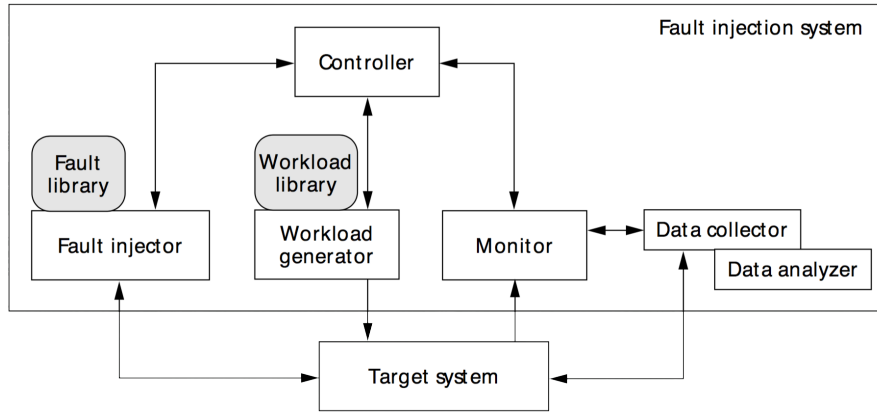 Fault injection system
Controller
Fault
library
Workload
library
Fault injector
Workload
generator
Monitor
Data collector
Data analyzer
Target system